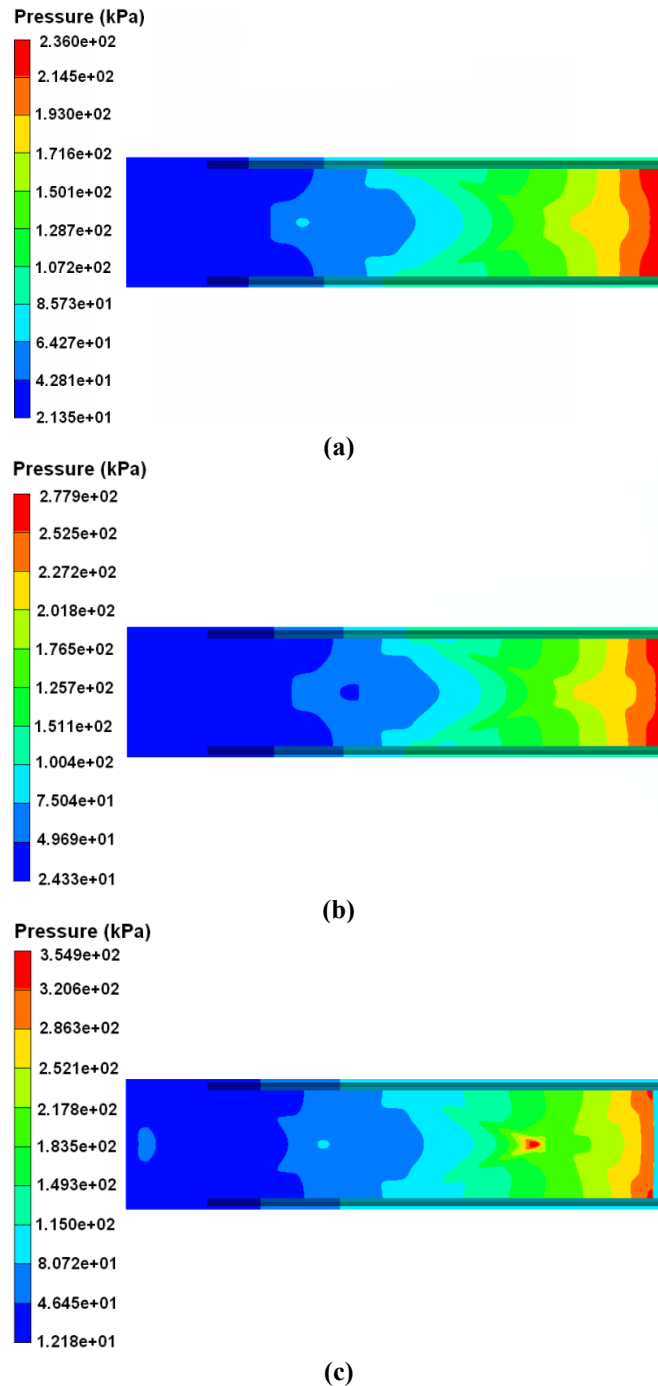 Pressure (kPa)
2.360e+02
2.145e+02
1.930e+02
1.716e+02
1.501e+02
1.287e+02
1.072e+02
8.573e+01
6.427e+01
4.281e+01
2.135e+01
(a)
Pressure (kPa)
2.779e+02
2.525e+02
2.272e+02
2.018e+02
1.765e+02
1.257e+02
1.511e+02
1.004e+02
7.504e+01
4.969e+01
2.433e+01
(b)
Pressure (kPa)
3.549e+02
3.206e+02
2.863e+02
2.521e+02
2.178e+02
1.835e+02
1.493e+02
1.150e+02
8.072e+01
4.645e+01
1.218e+01
(c)